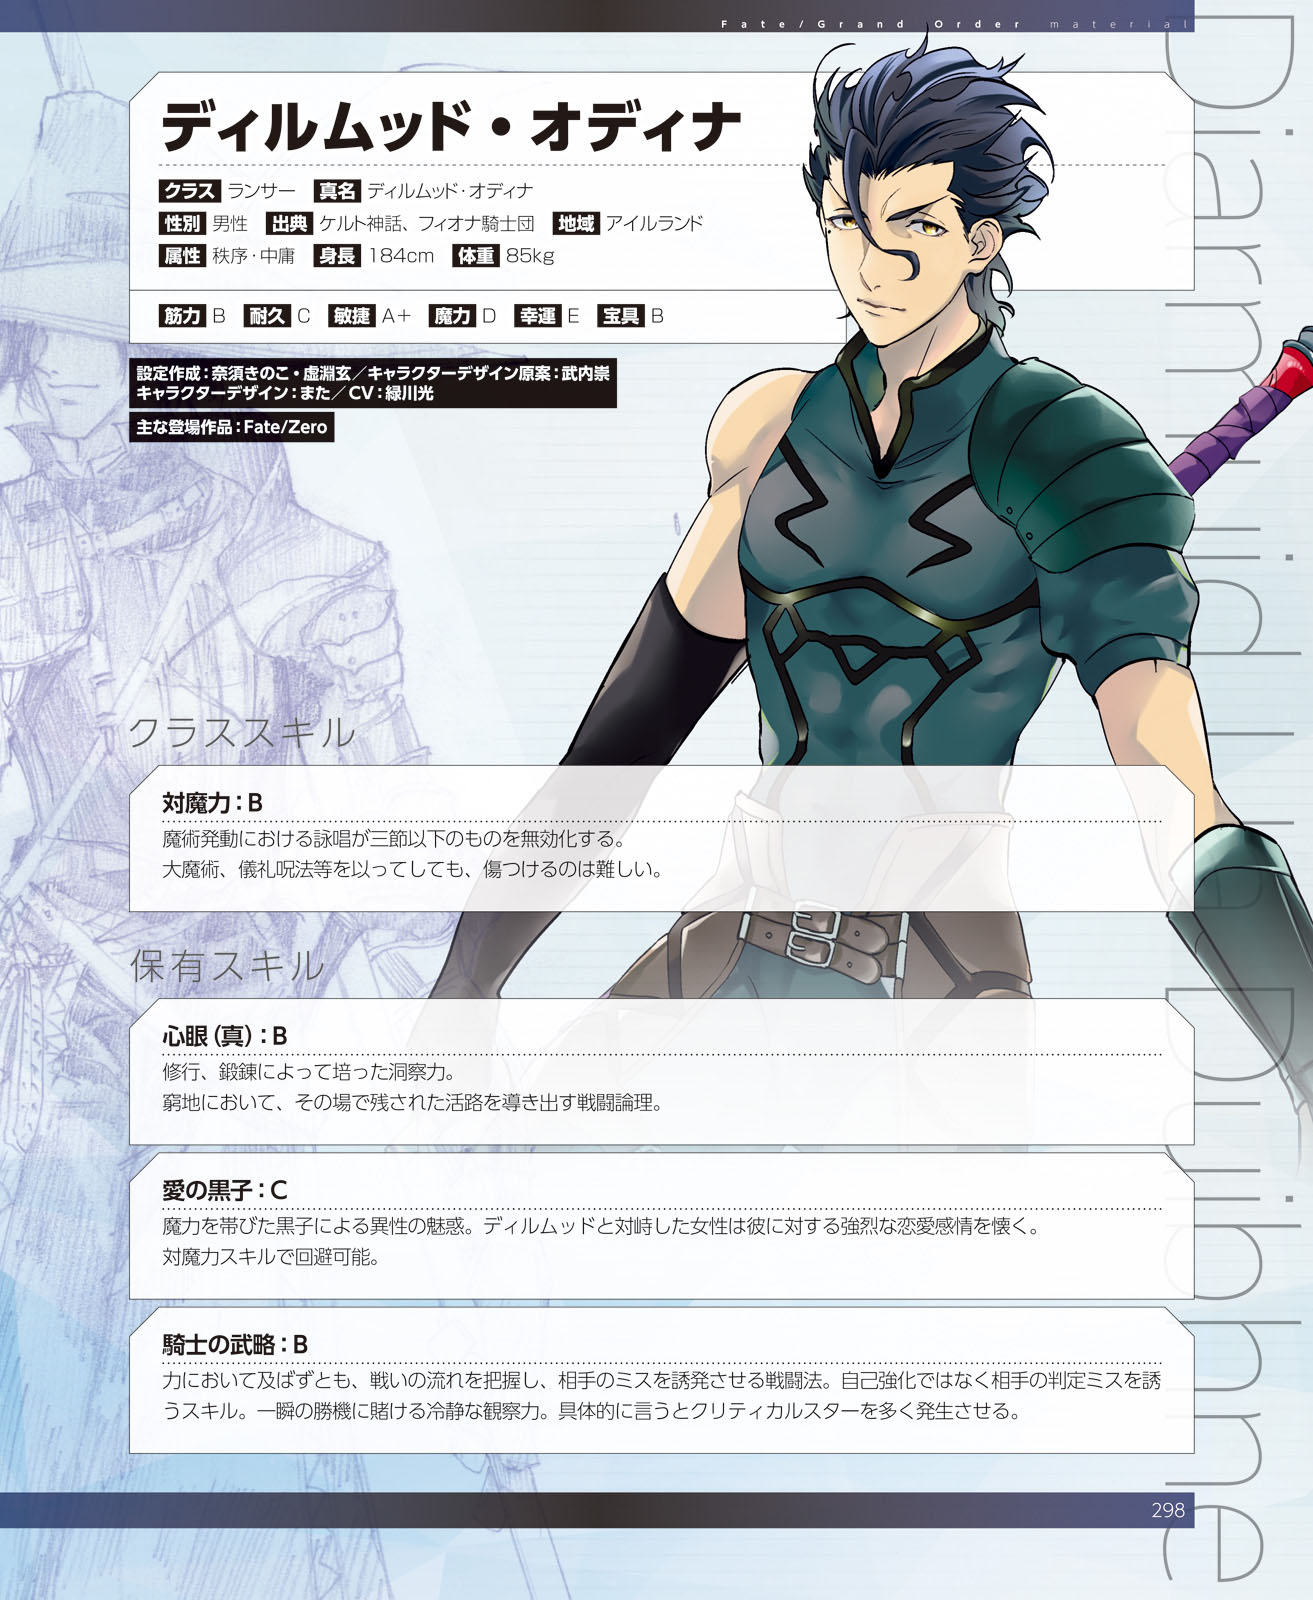 Fate/Grand Order material
ディルムッド・オディナ
クラス ランサー 真名 ディルムッド・オディナ
性別 男性 出典 ケルト神話、フィオナ騎士団 地域 アイルランド
属性 秩序・中庸 身長 184cm 体重 85kg
筋力 B 耐久 C 敏捷 A+ 魔力 D 幸運 E 宝具 B
設定作成:奈須きのこ・虚淵玄/キャラクターデザイン原案:武内崇
キャラクターデザイン:また/CV:緑川光
主な登場作品:Fate/Zero
クラススキル
対魔力:B
魔術発動における詠唱が三節以下のものを無効化する。
大魔術、儀礼呪法等を以ってしても、傷つけるのは難しい。
保有スキル
心眼(真):B
修行、鍛錬によって培った洞察力。
窮地において、その場で残された活路を導き出す戦闘論理。
愛の黒子:C
魔力を帯びた黒子による異性の魅惑。ディルムッドと対峙した女性は彼に対する強烈な恋愛感情を懐く。
対魔力スキルで回避可能。
騎士の武略:B
力において及ばずとも、戦いの流れを把握し、相手のミスを誘発させる戦闘法。自己強化ではなく相手の判定ミスを誘
うスキル。一瞬の勝機に賭ける冷静な観察力。具体的に言うとクリティカルスターを多く発生させる。
298
Diarmuid Ua Duibhne